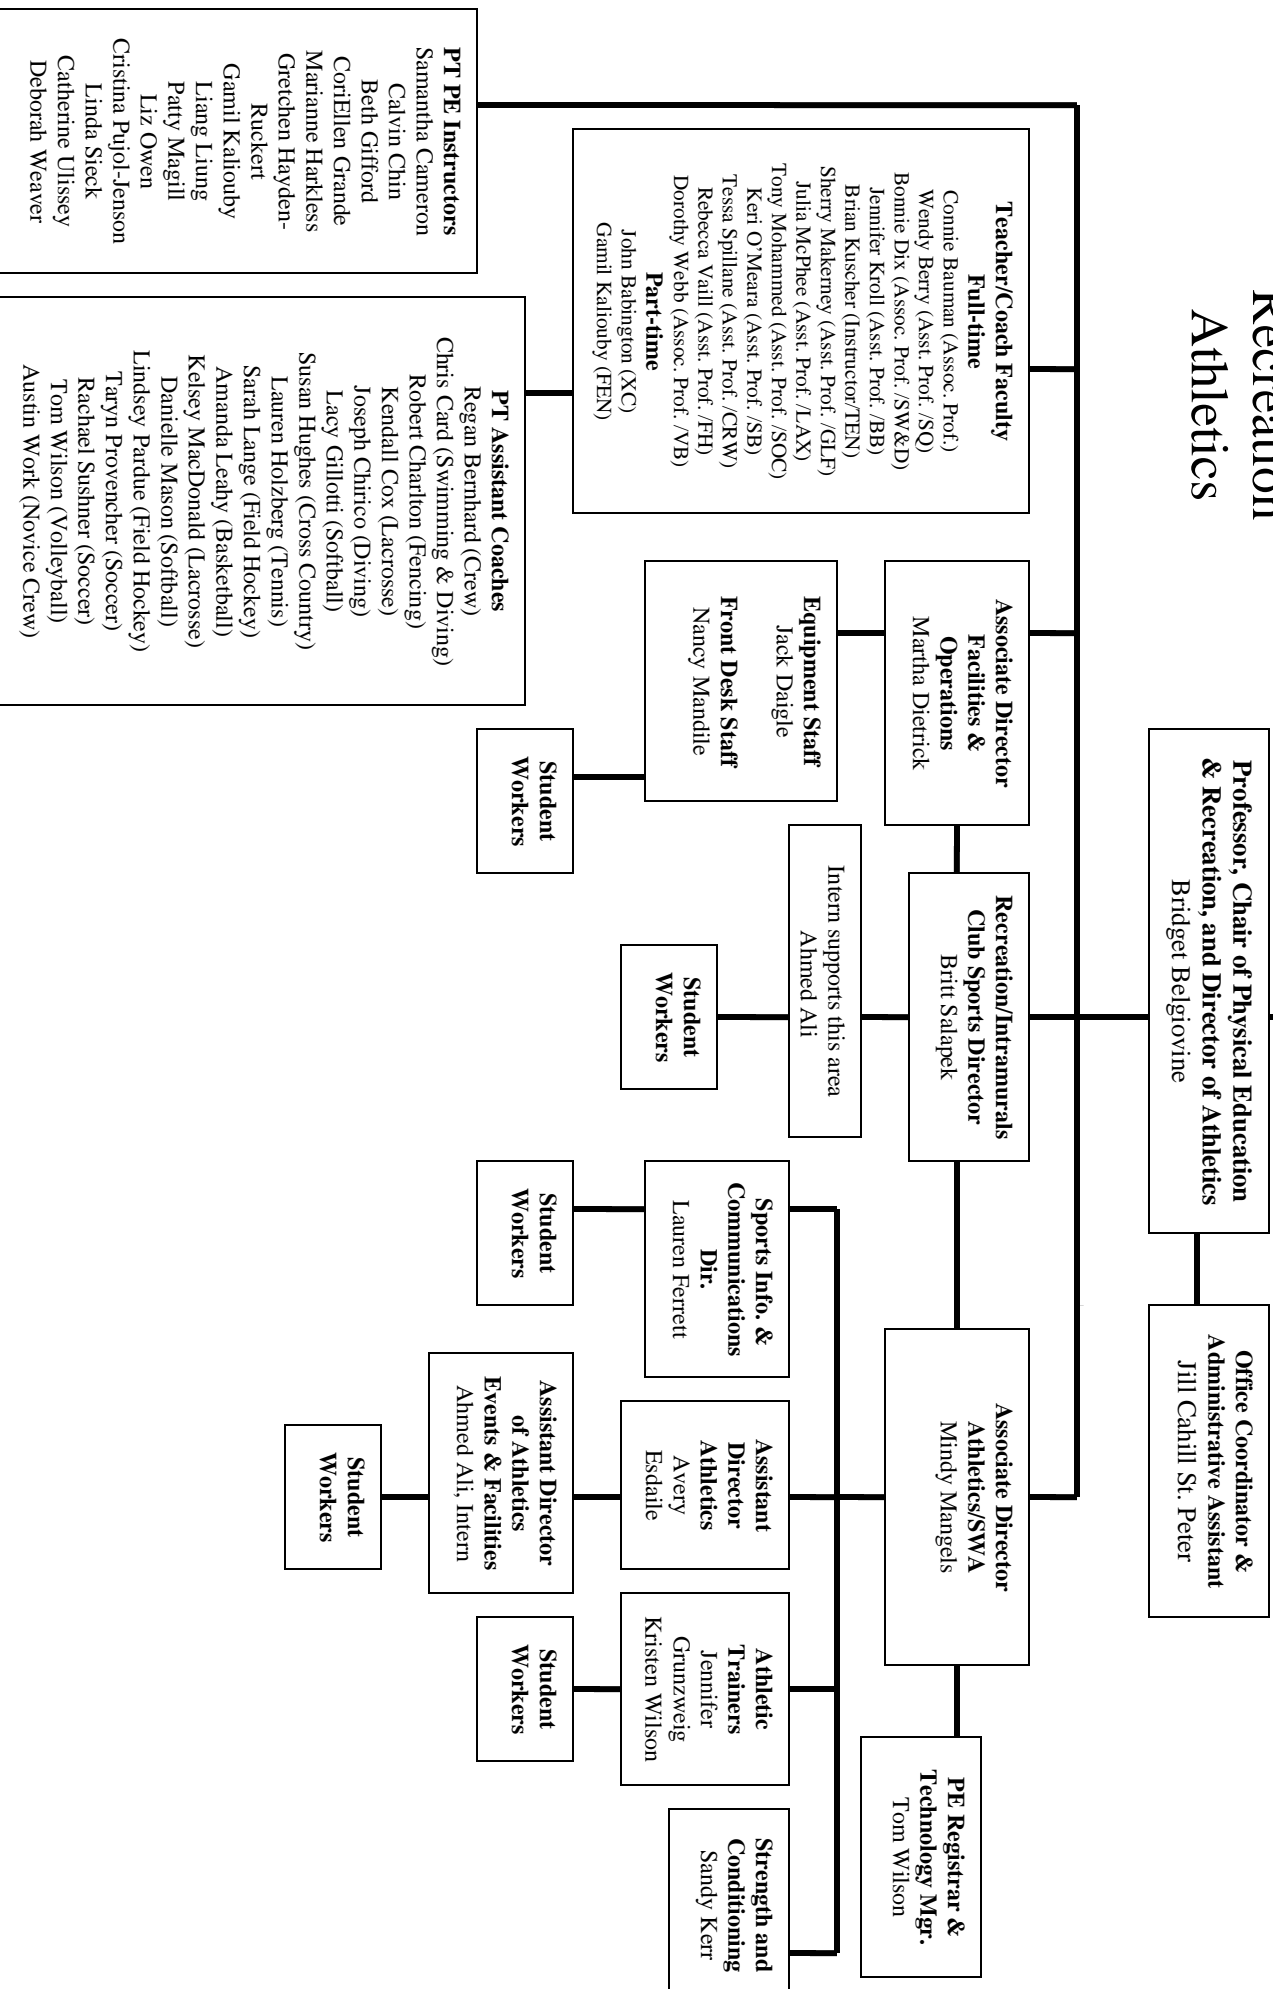 Recreation
Athletics
Professor, Chair of Physical Education
& Recreation, and Director of Athletics
Bridget Belgiovine
Office Coordinator &
Administrative Assistant
Jill Cahill St. Peter
Teacher/Coach Faculty
Full-time
Connie Bauman (Assoc. Prof.)
Wendy Berry (Asst. Prof. /SQ)
Bonnie Dix (Assoc. Prof. /SW&D)
Jennifer Kroll (Asst. Prof. /BB)
Brian Kuscher (Instructor/TEN)
Sherry Makerney (Asst. Prof. /GLF)
Julia McPhee (Asst. Prof. /LAX)
Tony Mohammed (Asst. Prof. /SOC)
Keri O'Meara (Asst. Prof. /SB)
Tessa Spillane (Asst. Prof. /CRW)
Rebecca Vaill (Asst. Prof. /FH)
Dorothy Webb (Assoc. Prof. /VB)
Part-time
John Babington (XC)
Gamil Kaliouby (FEN)
Associate Director
Facilities &
Operations
Martha Dietrick
Recreation/Intramurals
Club Sports Director
Britt Salapek
Associate Director
Athletics/SWA
Mindy Mangels
PE Registrar &
Technology Mgr.
Tom Wilson
Equipment Staff
Jack Daigle
Front Desk Staff
Nancy Mandile
Intern supports this area
Ahmed Ali
Sports Info. &
Communications
Dir.
Lauren Ferrett
Assistant
Director
Athletics
Avery
Esdaile
Athletic
Trainers
Jennifer
Grunzweig
Kristen Wilson
Strength and
Conditioning
Sandy Kerr
Student
Workers
Student
Workers
Student
Workers
Assistant Director
of Athletics
Events & Facilities
Ahmed Ali, Intern
Student
Workers
Student
Workers
PT PE Instructors
Samantha Cameron
Calvin Chin
Beth Gifford
CoriEllen Grande
Marianne Harkless
Gretchen Hayden-
Ruckert
Gamil Kaliouby
Liang Liung
Patty Magill
Liz Owen
Cristina Pujol-Jenson
Linda Sieck
Catherine Ulissey
Deborah Weaver
PT Assistant Coaches
Regan Bernhard (Crew)
Chris Card (Swimming & Diving)
Robert Charlton (Fencing)
Kendall Cox (Lacrosse)
Joseph Chirico (Diving)
Lacy Gillotti (Softball)
Susan Hughes (Cross Country)
Lauren Holzberg (Tennis)
Sarah Lange (Field Hockey)
Amanda Leahy (Basketball)
Kelsey MacDonald (Lacrosse)
Danielle Mason (Softball)
Lindsey Pardue (Field Hockey)
Taryn Provencher (Soccer)
Rachael Sushner (Soccer)
Tom Wilson (Volleyball)
Austin Work (Novice Crew)